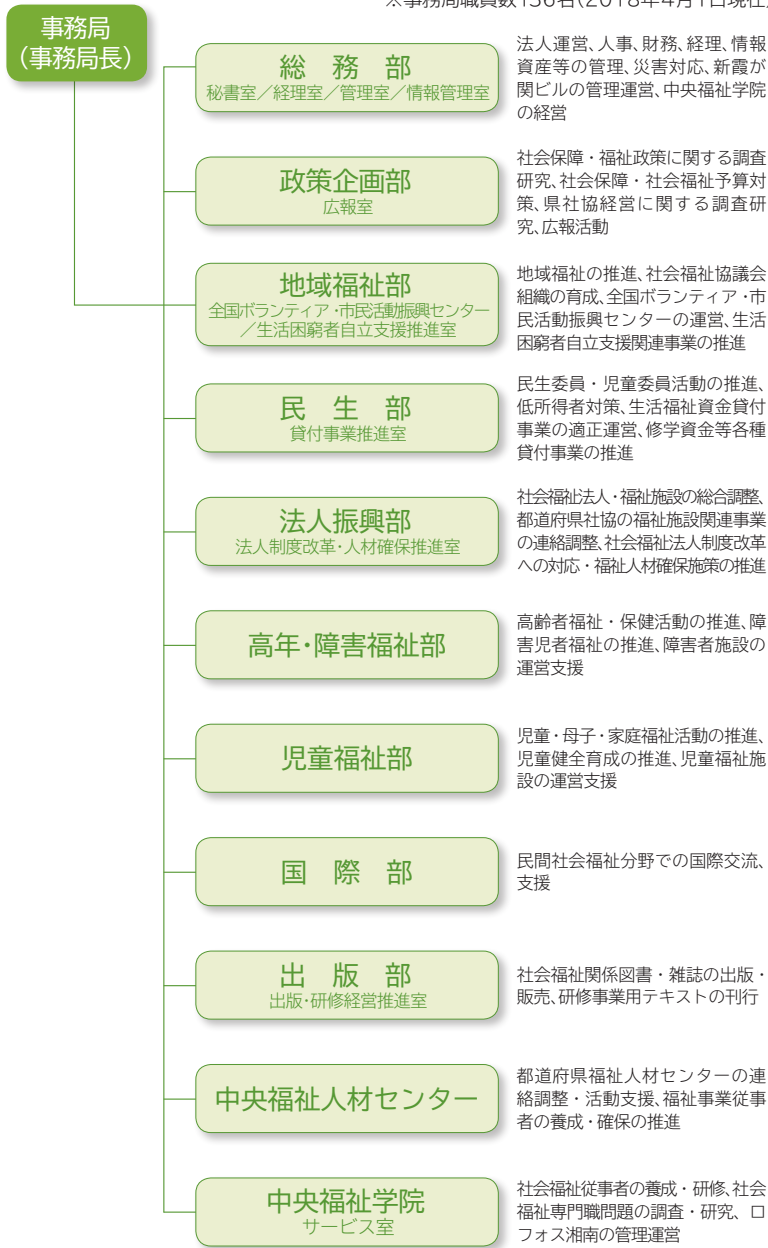 ※事務局職員数136名(2018年4月1日現在)
事務局
(事務局長)
総務部
秘書室／経理室／管理室／情報管理室
法人運営、人事、財務、経理、情報
資産等の管理、災害対応、新霞が
関ビルの管理運営、中央福祉学院
の経営
政策企画部
広報室
社会保障・福祉政策に関する調査
研究、社会保障・社会福祉予算対
策、県社協経営に関する調査研
究、広報活動
地域福祉部
全国ボランティア・市民活動振興センター
／生活困窮者自立支援推進室
地域福祉の推進、社会福祉協議会
組織の育成、全国ボランティア・市
民活動振興センターの運営、生活
困窮者自立支援関連事業の推進
民生部
貸付事業推進室
民生委員・児童委員活動の推進、
低所得者対策、生活福祉資金貸付
事業の適正運営、修学資金等各種
貸付事業の推進
法人振興部
法人制度改革・人材確保推進室
社会福祉法人・福祉施設の総合調整、
都道府県社協の福祉施設関連事業
の連絡調整、社会福祉法人制度改革
への対応・福祉人材確保施策の推進
高年・障害福祉部
高齢者福祉・保健活動の推進、障
害児者福祉の推進、障害者施設の
運営支援
児童福祉部
児童・母子・家庭福祉活動の推進、
児童健全育成の推進、児童福祉施
設の運営支援
国際部
民間社会福祉分野での国際交流、
支援
出版部
出版・研修経営推進室
社会福祉関係図書・雑誌の出版・
販売、研修事業用テキストの刊行
中央福祉人材センター
都道府県福祉人材センターの連
絡調整・活動支援、福祉事業従事
者の養成・確保の推進
中央福祉学院
サービス室
社会福祉従事者の養成・研修、社会
福祉専門職問題の調査・研究、ロ
フォス湘南の管理運営